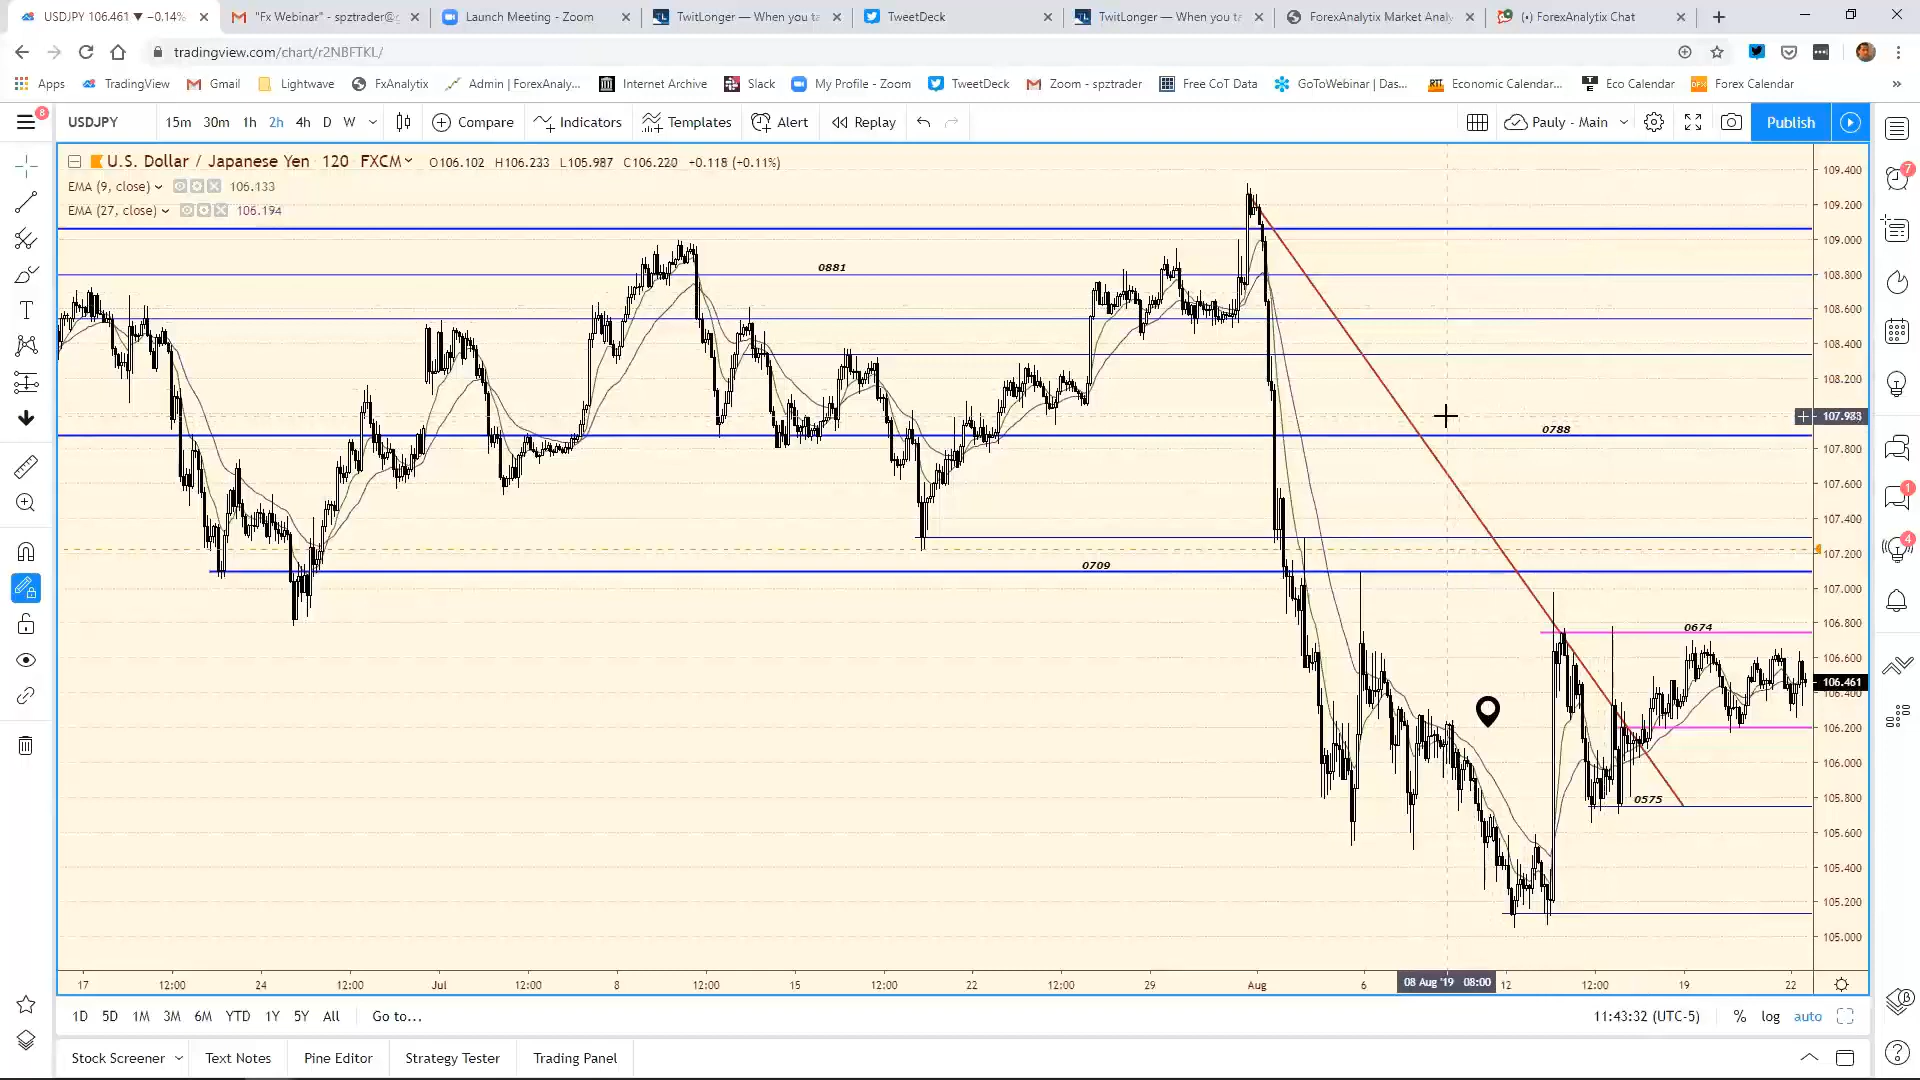 USDJPY 106.461 ▼ −0.14%
"Fx Webinar" - spztrader@g
Launch Meeting - Zoom
TwitLonger — When you ta
TweetDeck
TwitLonger — When you ta
ForexAnalytix Market Analy
(•) ForexAnalytix Chat
tradingview.com/chart/r2NBFTKL/
Apps
TradingView
Gmail
Lightwave
FxAnalytix
Admin | ForexAnaly...
Internet Archive
Slack
My Profile - Zoom
TweetDeck
Zoom - spztrader
Free CoT Data
GoToWebinar | Das...
Economic Calendar...
Eco Calendar
Forex Calendar
8
USDJPY
15m
30m
1h
2h
4h
D
W
Compare
Indicators
Templates
Alert
Replay
Pauly - Main
Publish
U.S. Dollar / Japanese Yen 120 FXCM
O106.102 H106.233 L105.987 C106.220 +0.118 (+0.11%)
EMA (9, close) 106.133
EMA (27, close) 106.194
0881
0788
0709
0674
0575
109.400
109.200
109.000
108.800
108.600
108.400
108.200
107.983
107.800
107.600
107.400
107.200
107.000
106.800
106.600
106.461
106.400
106.200
106.000
105.800
105.600
105.400
105.200
105.000
7
1
4
17
12:00
24
12:00
Jul
12:00
8
12:00
15
12:00
22
12:00
29
Aug
6
08 Aug '19 08:00
12
12:00
19
22
1D
5D
1M
3M
6M
YTD
1Y
5Y
All
Go to...
11:43:32 (UTC-5)
%
log
auto
Stock Screener
Text Notes
Pine Editor
Strategy Tester
Trading Panel